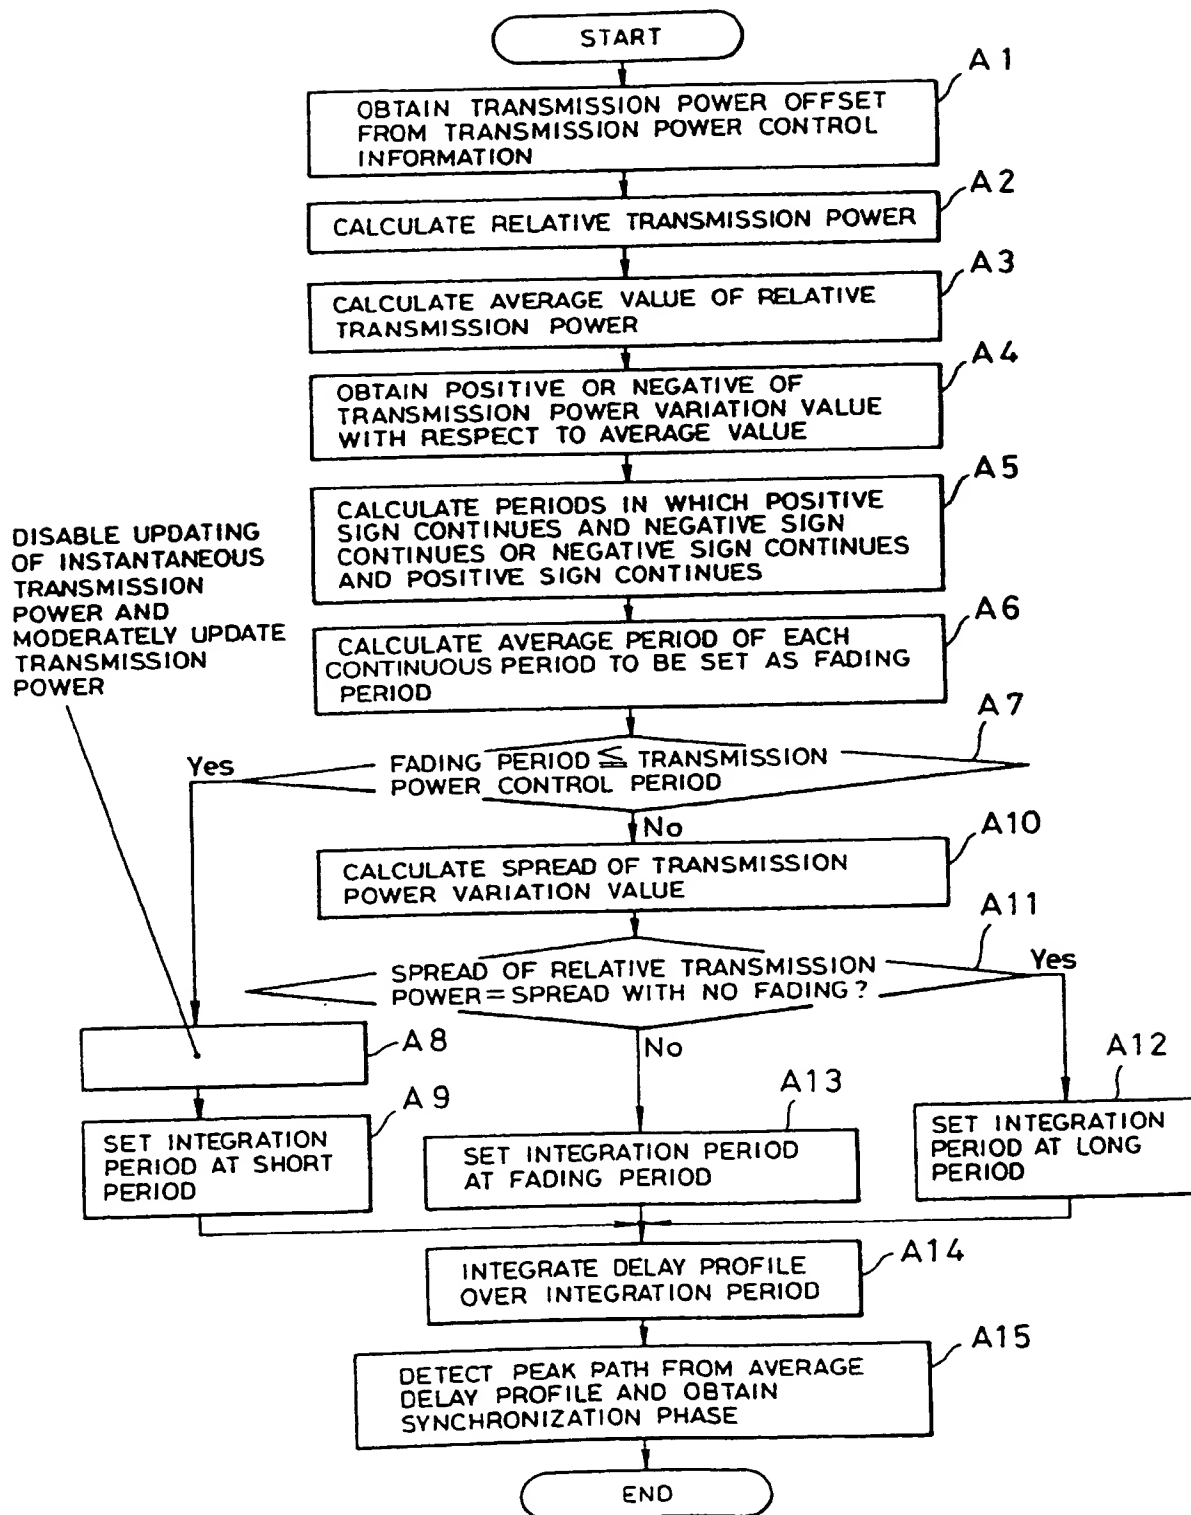 START
A1
OBTAIN TRANSMISSION POWER OFFSET
FROM TRANSMISSION POWER CONTROL
INFORMATION
A2
CALCULATE RELATIVE TRANSMISSION POWER
A3
CALCULATE AVERAGE VALUE OF RELATIVE
TRANSMISSION POWER
A4
OBTAIN POSITIVE OR NEGATIVE OF
TRANSMISSION POWER VARIATION VALUE
WITH RESPECT TO AVERAGE VALUE
A5
CALCULATE PERIODS IN WHICH POSITIVE
SIGN CONTINUES AND NEGATIVE SIGN
CONTINUES OR NEGATIVE SIGN CONTINUES
AND POSITIVE SIGN CONTINUES
DISABLE UPDATING
OF INSTANTANEOUS
TRANSMISSION
POWER AND
MODERATELY UPDATE
TRANSMISSION
POWER
A6
CALCULATE AVERAGE PERIOD OF EACH
CONTINUOUS PERIOD TO BE SET AS FADING
PERIOD
A7
Yes
FADING PERIOD ≦ TRANSMISSION
POWER CONTROL PERIOD
No
A10
CALCULATE SPREAD OF TRANSMISSION
POWER VARIATION VALUE
A11
SPREAD OF RELATIVE TRANSMISSION
POWER=SPREAD WITH NO FADING?
Yes
No
A8
A9
SET INTEGRATION
PERIOD AT SHORT
PERIOD
A13
SET INTEGRATION PERIOD
AT FADING PERIOD
A12
SET INTEGRATION
PERIOD AT LONG
PERIOD
A14
INTEGRATE DELAY PROFILE
OVER INTEGRATION PERIOD
A15
DETECT PEAK PATH FROM AVERAGE
DELAY PROFILE AND OBTAIN
SYNCHRONIZATION PHASE
END